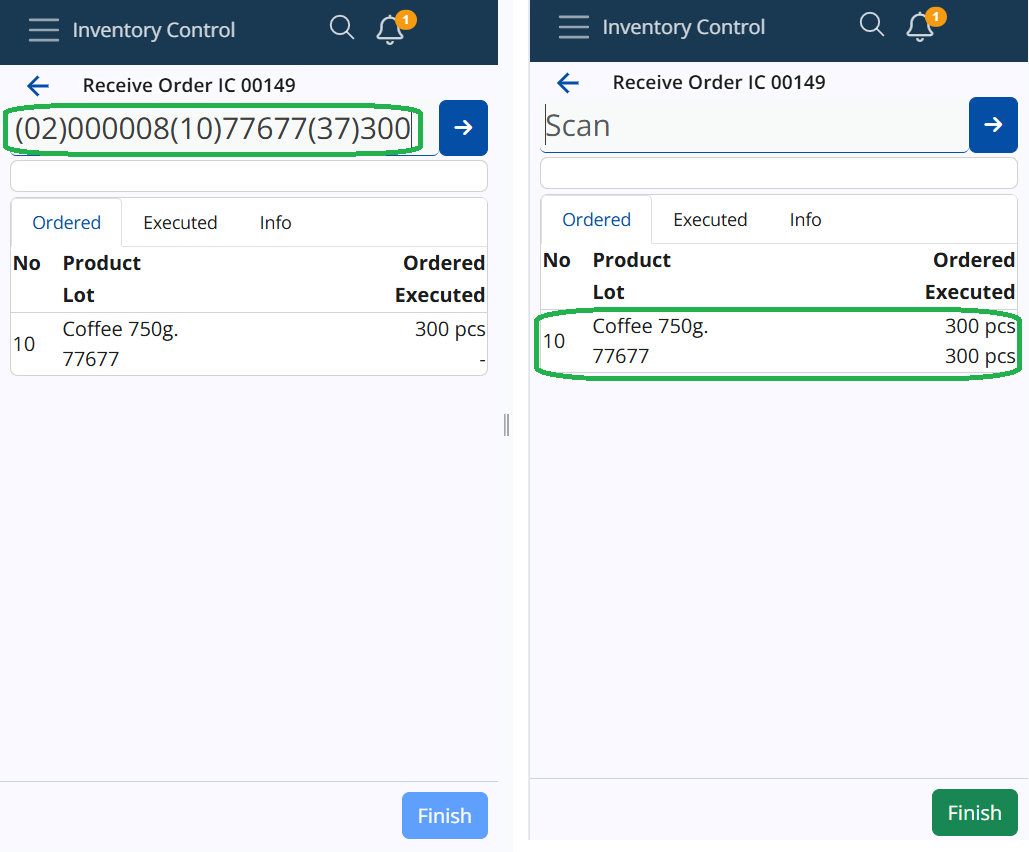 Inventory Control 1
Receive Order IC 00149
(02)000008(10)77677(37)300
Ordered Executed Info
No Product Ordered
Lot Executed
10 Coffee 750g. 300 pcs
77677 -
Finish
Inventory Control 1
Receive Order IC 00149
Scan
Ordered Executed Info
No Product Ordered
Lot Executed
10 Coffee 750g. 300 pcs
77677 300 pcs
Finish